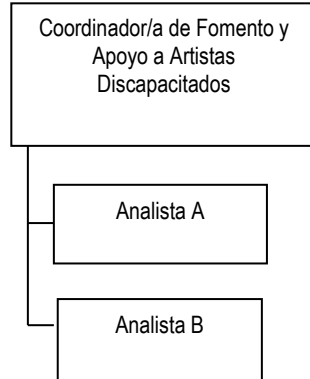 Coordinador/a de Fomento y
Apoyo a Artistas
Discapacitados
Analista A
Analista B